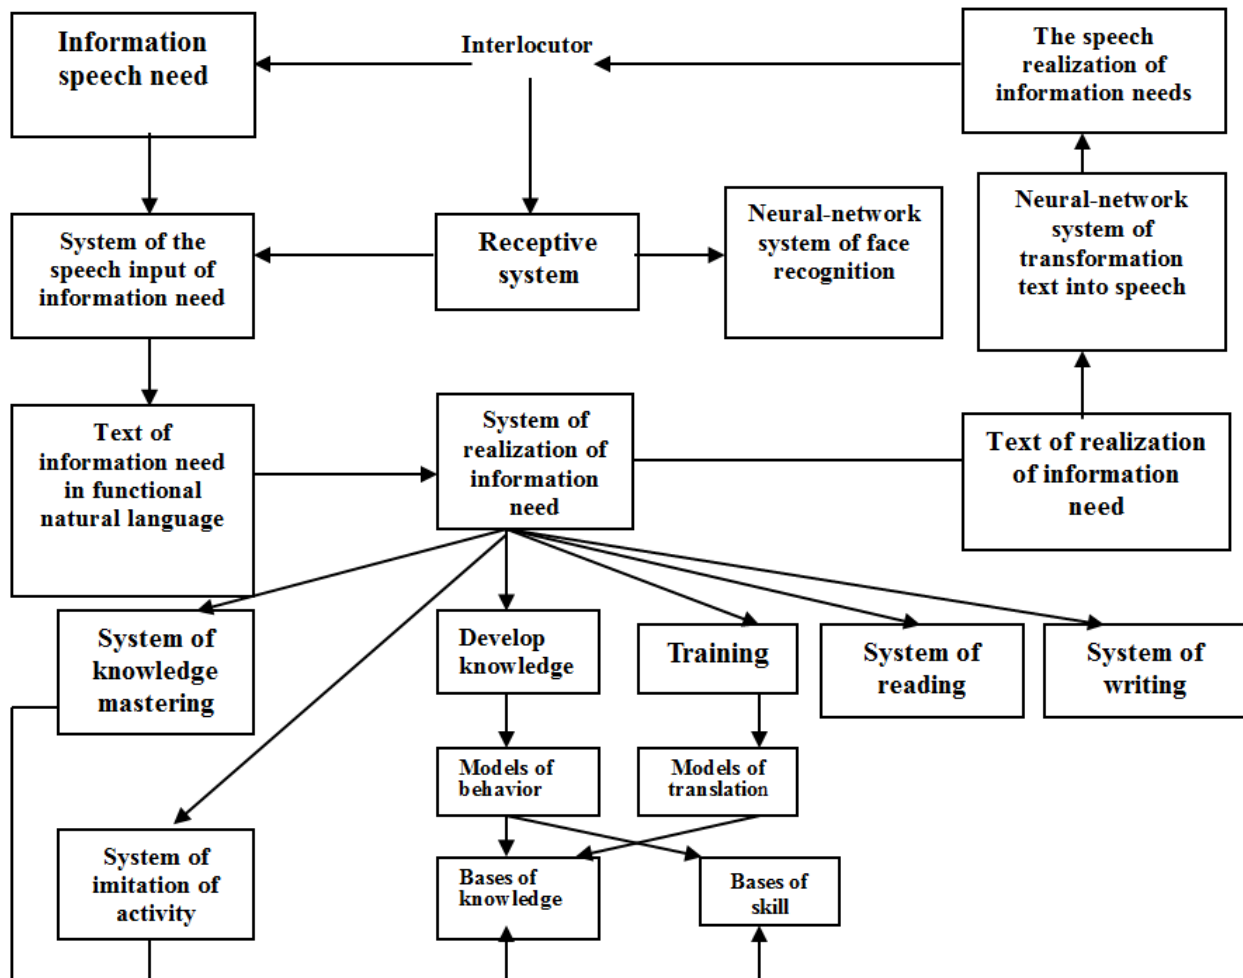 Information
speech need
Interlocutor
The speech
realization of
information needs
System of the
speech input of
information need
Receptive
system
Neural-network
system of face
recognition
Neural-network
system of
transformation
text into speech
Text of
information need
in functional
natural language
System of
realization of
information
need
Text of realization
of information
need
System of
knowledge
mastering
Develop
knowledge
Training
System of
reading
System of
writing
Models of
behavior
Models of
translation
System of
imitation of
activity
Bases of
knowledge
Bases of
skill